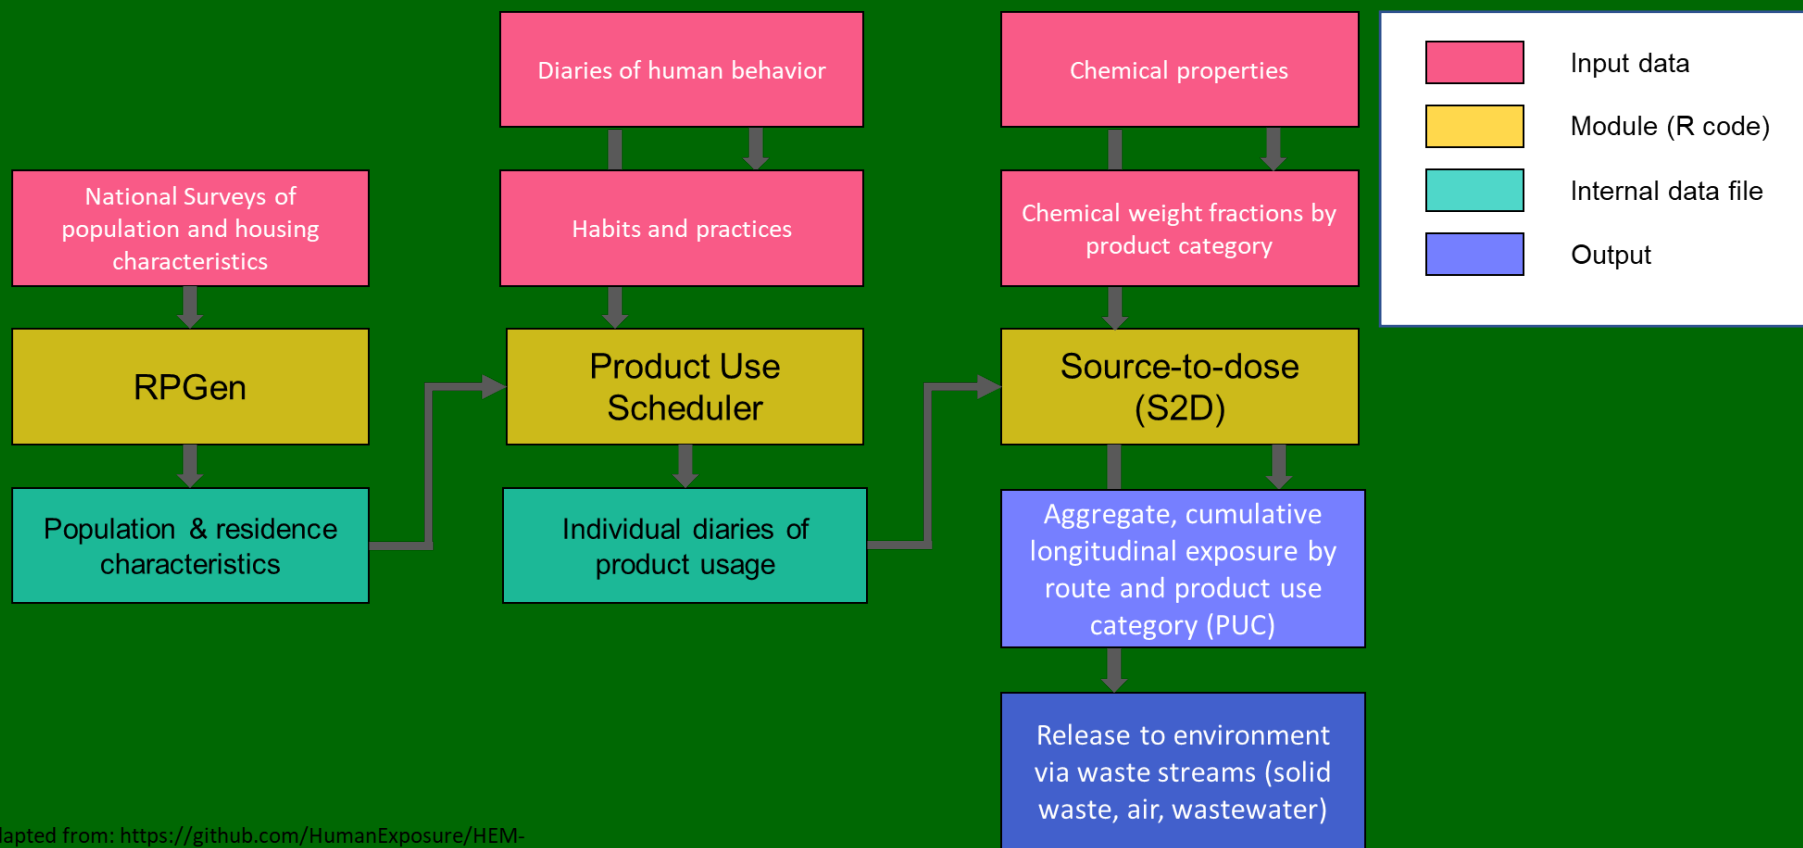 Diaries of human behavior
Chemical properties
Input data
Module (R code)
Internal data file
Output
National Surveys of
population and housing
characteristics
Habits and practices
Chemical weight fractions by
product category
RPGen
Product Use
Scheduler
Source-to-dose
(S2D)
Population & residence
characteristics
Individual diaries of
product usage
Aggregate, cumulative
longitudinal exposure by
route and product use
category (PUC)
Release to environment
via waste streams (solid
waste, air, wastewater)
dapted from: https://github.com/HumanExposure/HEM-